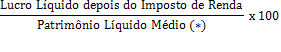 Lucro Líquido depois do Imposto de Renda
x 100
Patrimônio Líquido Médio (*)